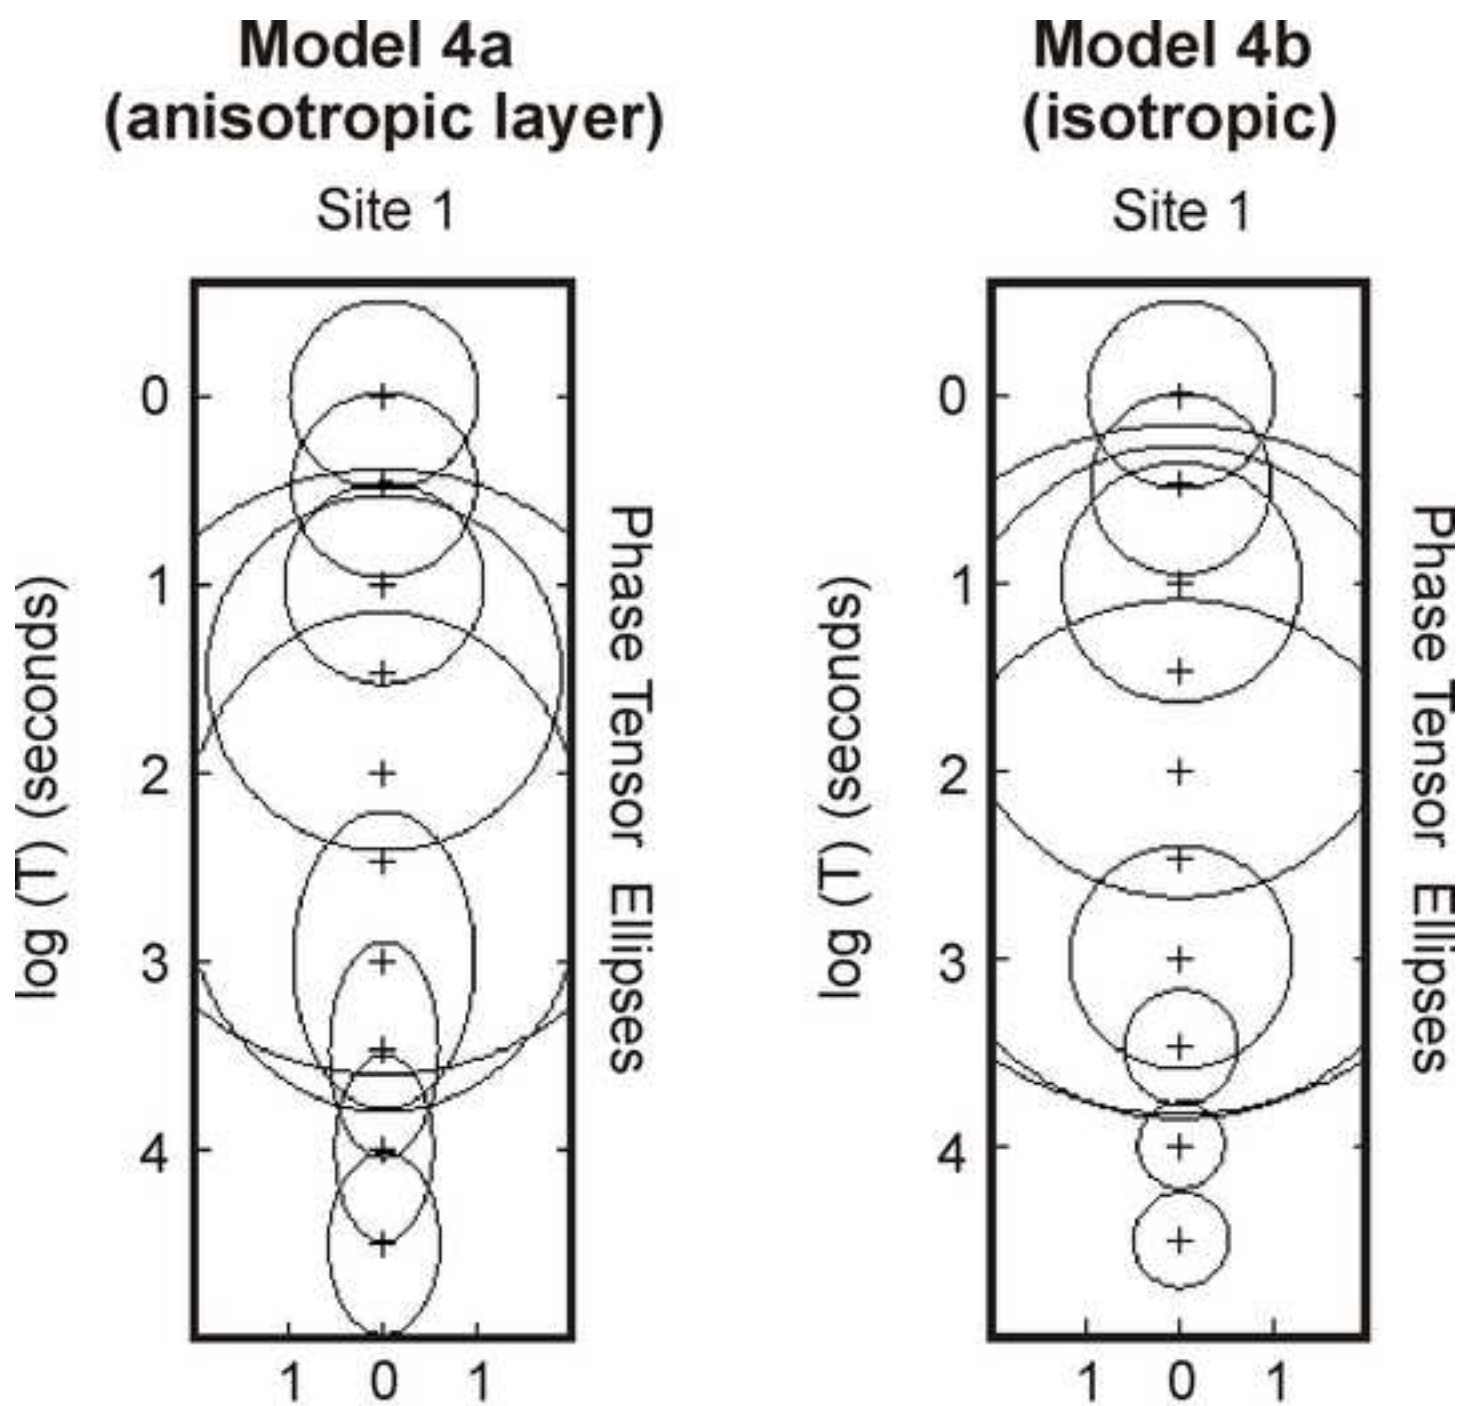 Model 4a
(anisotropic layer)
Site 1
log (T) (seconds)
0
1
2
3
4
1 0 1
Phase Tensor Ellipses
Model 4b
(isotropic)
Site 1
log (T) (seconds)
0
1
2
3
4
1 0 1
Phase Tensor Ellipses